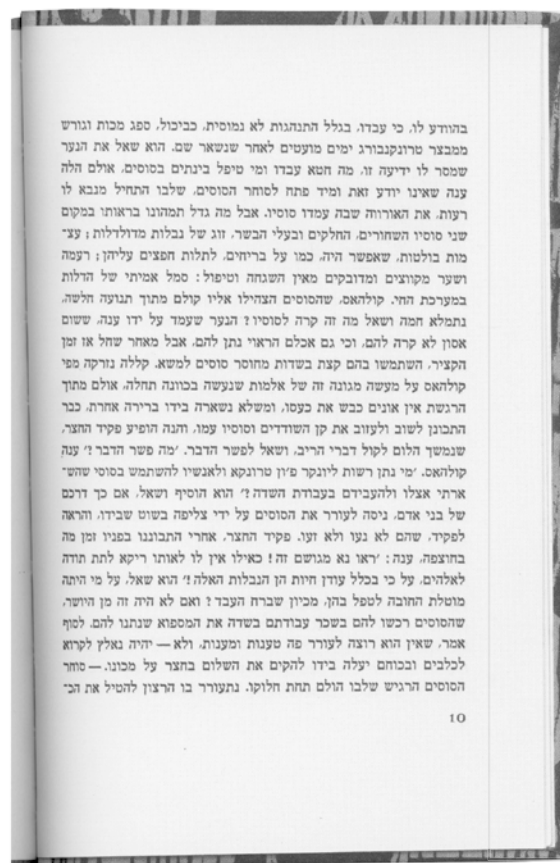 בהוודע לו, כי עבדו, בגלל התנהגות לא נמוסית, כביכול, ספג מכות וגורש
ממבצר טרונקנבורג ימים מועטים לאחר שנשאר שם. הוא שאל את הנער
שמסר לו ידיעה זו, מה חטא עבדו ומי טיפל בינתים בסוסים, אולם הלה
ענה שאינו יודע זאת ומיד פתח לסוחר הסוסים, שלבו התחיל מנבא לו
רעות, את האורווה שבה עמדו סוסיו. אבל מה גדל תמהונו בראותו במקום
שני סוסיו השחורים, החלקים ובעלי הבשר, זוג של נבלות מדולדלות; עצ־
מות בולטות, שאפשר היה, כמו על בריחים, לתלות חפצים עליהן; רעמה
ושער מקווצים ומדובקים מאין השגחה וטיפול: סמל אמיתי של הדלות
במערכת החי. קולהאס, שהסוסים הצהילו אליו קולם מתוך תנועה חלשה,
נתמלא חמה ושאל מה זה קרה לסוסיו? הנער שעמד על ידו ענה, ששום
אסון לא קרה להם, וכי גם אכלם הראוי נתן להם, אבל מאחר שחל אז זמן
הקציר, השתמשו בהם קצת בשדות מחוסר סוסים למשא. קללה נזרקה מפי
קולהאס על מעשה מגונה זה של אלמות שנעשה בכוונה תחלה, אולם מתוך
הרגשת אין אונים כבש את כעסו, ומשלא נשארה בידו ברירה אחרת, כבר
התכונן לשוב ולעזוב את קן השודדים וסוסיו עמו, והנה הופיע פקיד החצר,
שנמשך הלום לקול דברי הריב, ושאל לפשר הדבר. ׳מה פשר הדבר?׳ ענה
קולהאס. ׳מי נתן רשות ליונקר פ׳ון טרונקא ולאנשיו להשתמש בסוסי שהש־
ארתי אצלו ולהעבידם בעבודת השדה?׳ הוא הוסיף ושאל, אם כך דרכם
של בני אדם, ניסה לעורר את הסוסים על ידי צליפה בשוט שבידו, והראה
לפקיד, שהם לא נעו ולא זעו. פקיד החצר, אחרי התבוננו בפניו זמן מה
בחוצפה, ענה: ׳ראו נא מגושם זה! כאילו אין לו לאותו ריקא לתת תודה
לאלהים, על כי בכלל עודן חיות הן הנבלות האלה!׳ הוא שאל, על מי היתה
מוטלת החובה לטפל בהן, מכיון שברח העבד? ואם לא היה זה מן היושר,
שהסוסים רכשו להם בשכר עבודתם בשדה את המספוא שנתנו להם. לסוף
אמר, שאין הוא רוצה לעורר פה טענות ומענות, ולא — יהיה נאלץ לקרוא
לכלבים ובכוחם יעלה בידו להקים את השלום בחצר על מכונו. — סוחר
הסוסים הרגיש שלבו הולם תחת חלוקו. נתעורר בו הרצון להטיל את הכ־
10